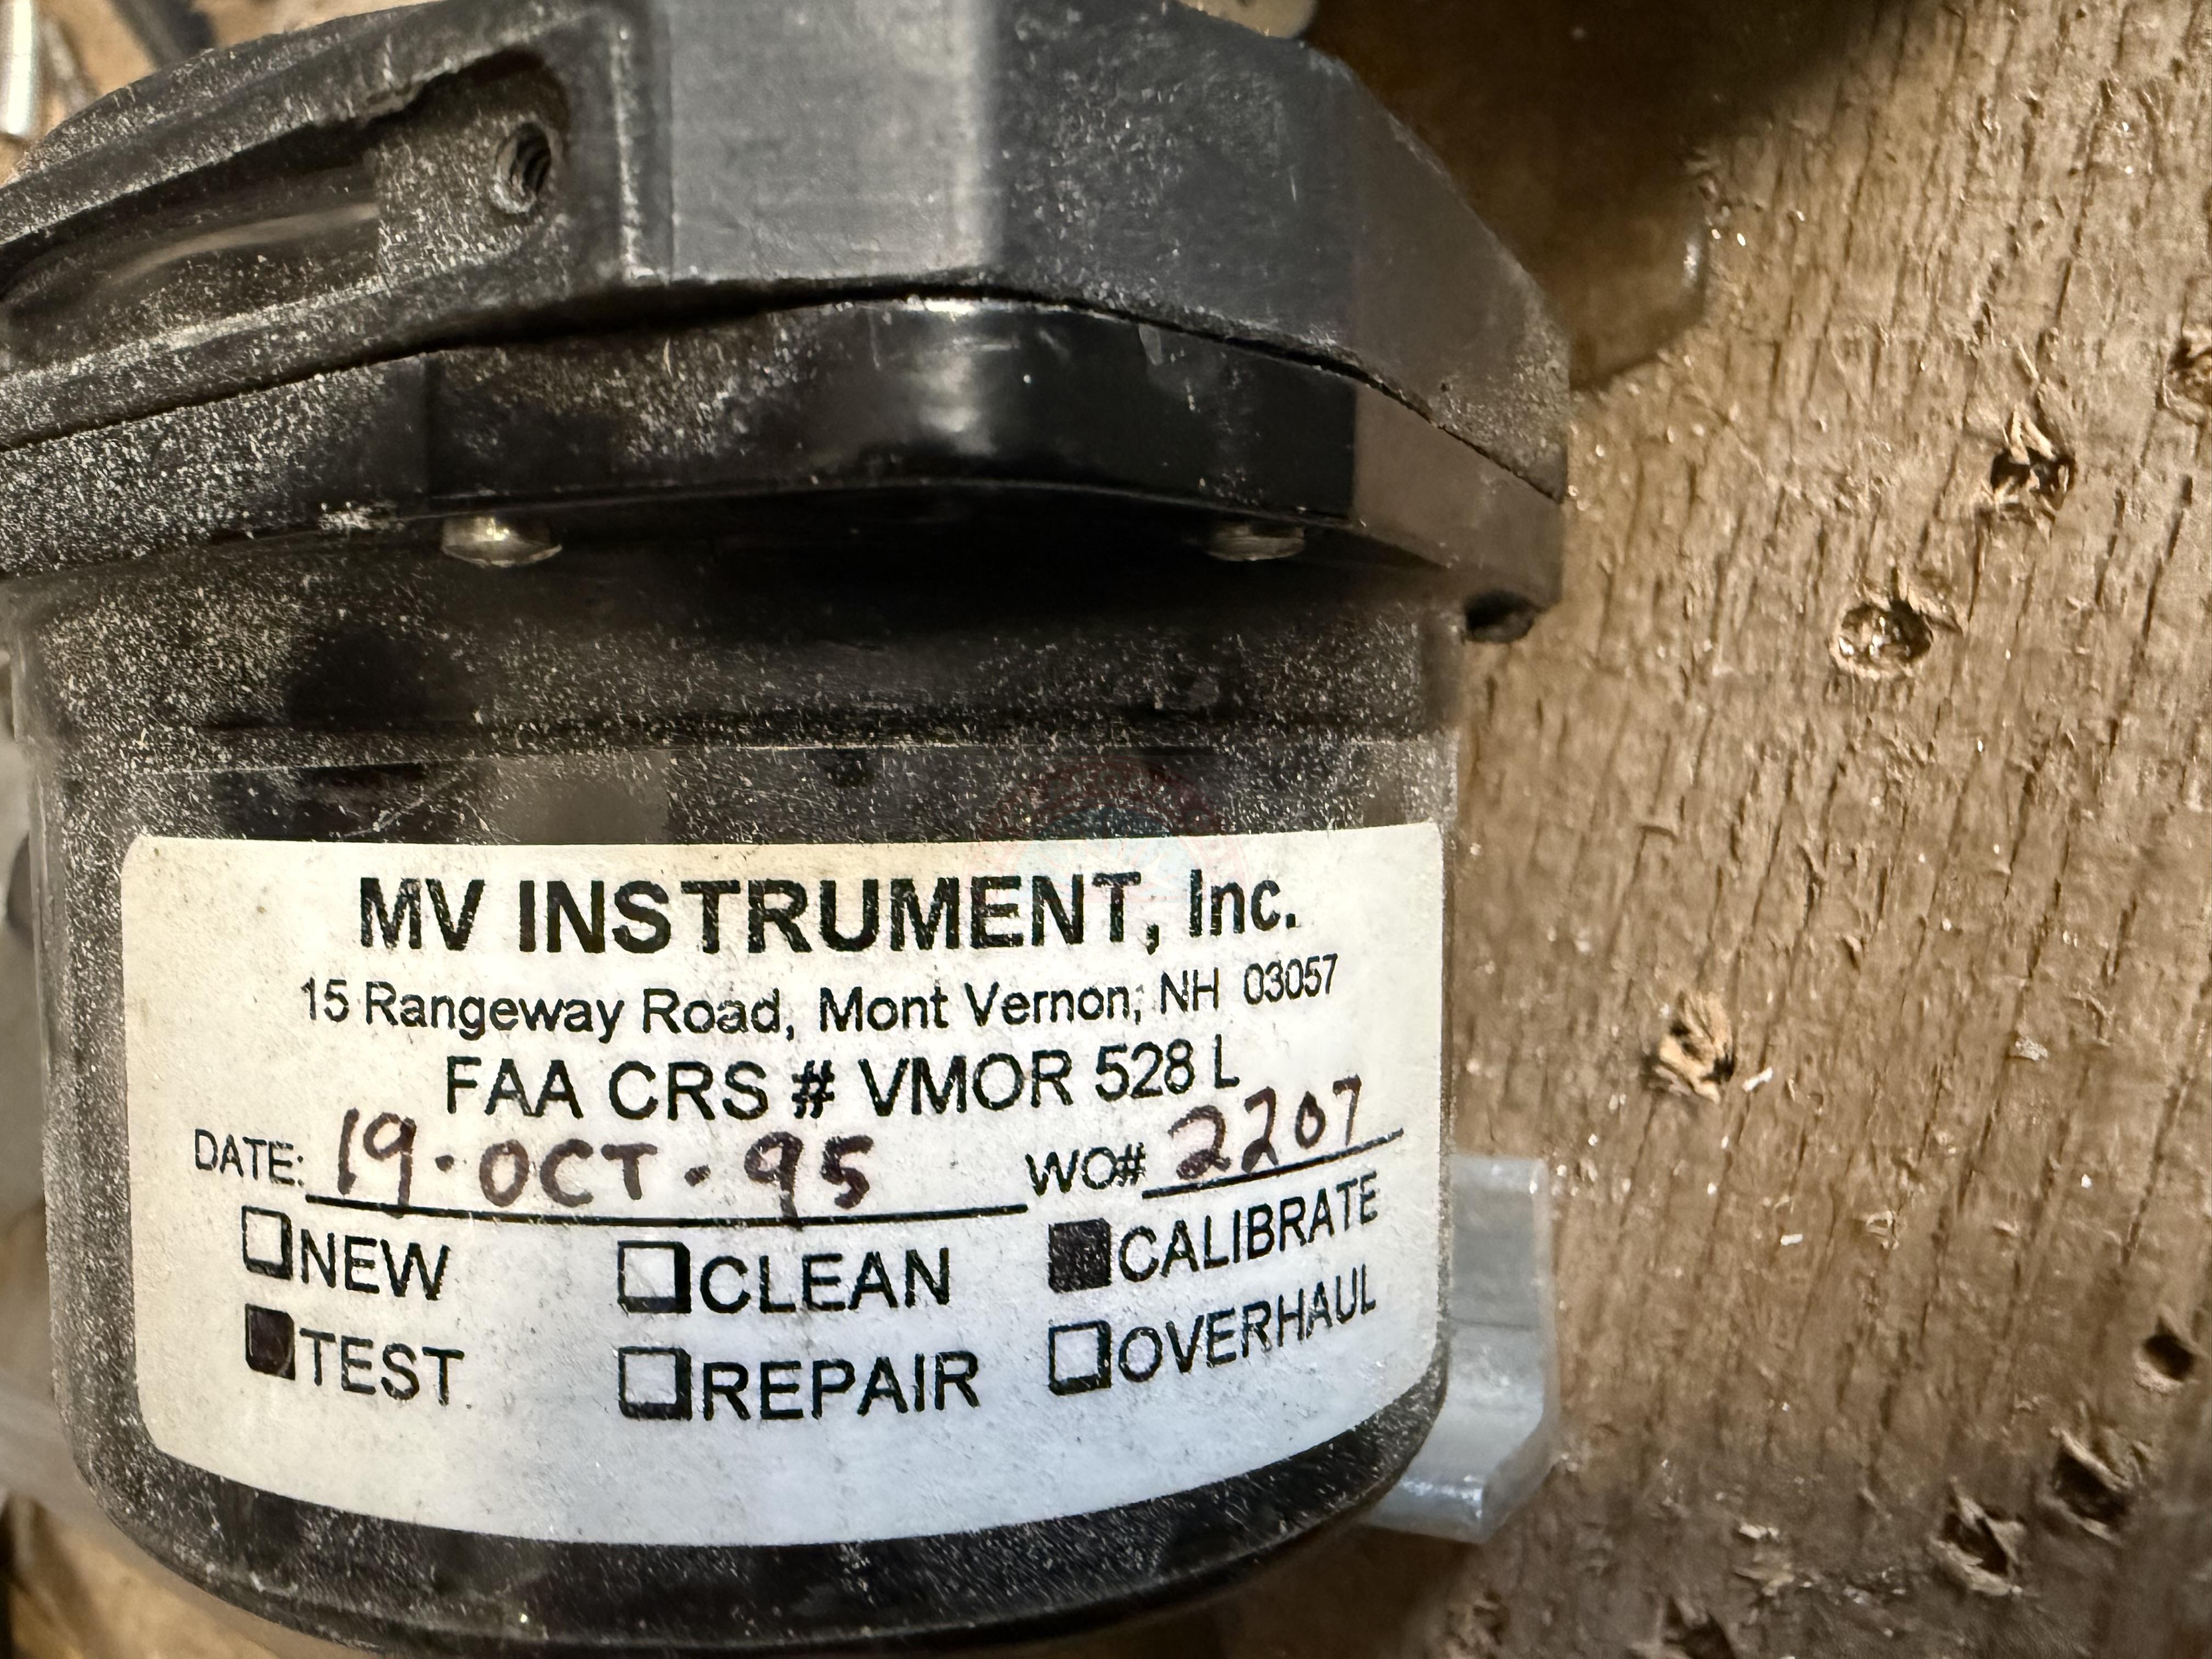 MV INSTRUMENT, Inc.
15 Rangeway Road, Mont Vernon, NH 03057
FAA CRS # VMOR 528 L
DATE: 19·OCT·95 WO# 2207
☐NEW ☐CLEAN ■CALIBRATE
■TEST ☐REPAIR ☐OVERHAUL